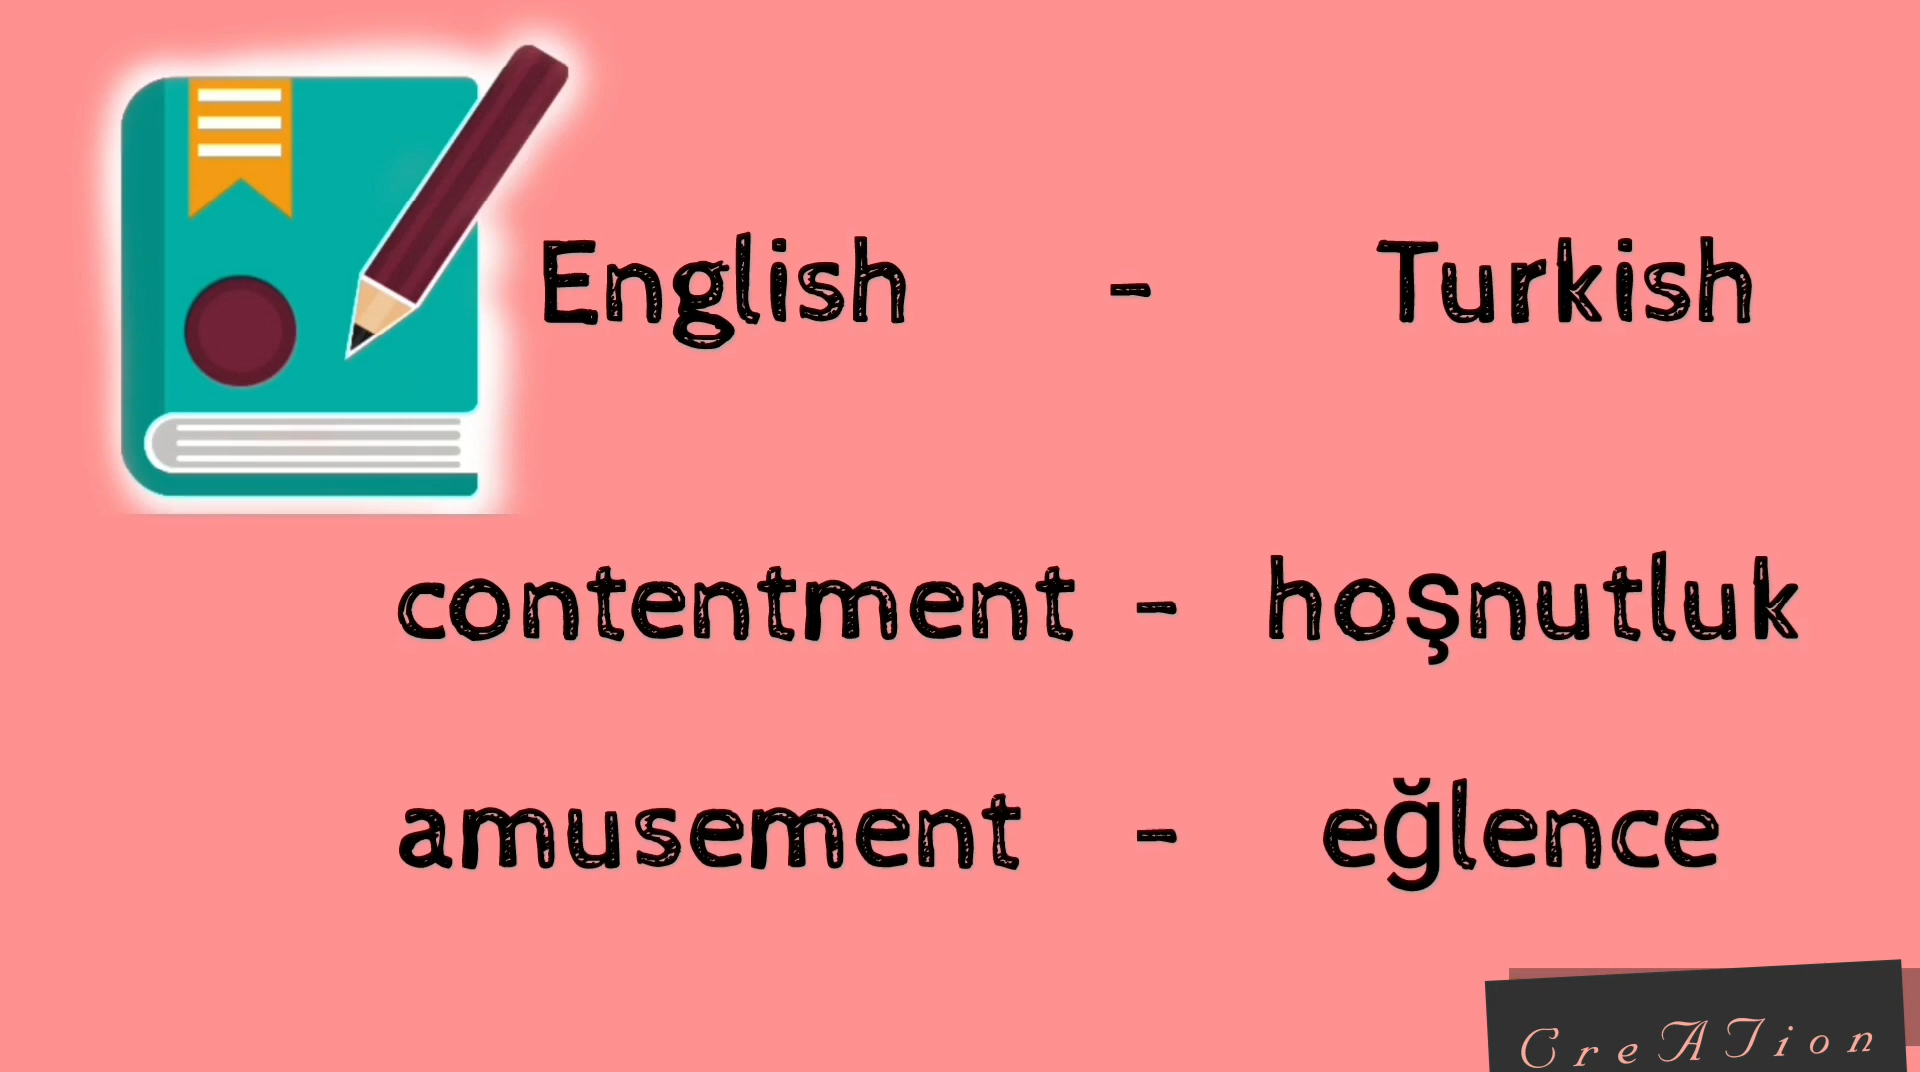 English - Turkish
contentment - hoşnutluk
amusement - eğlence
CreATion